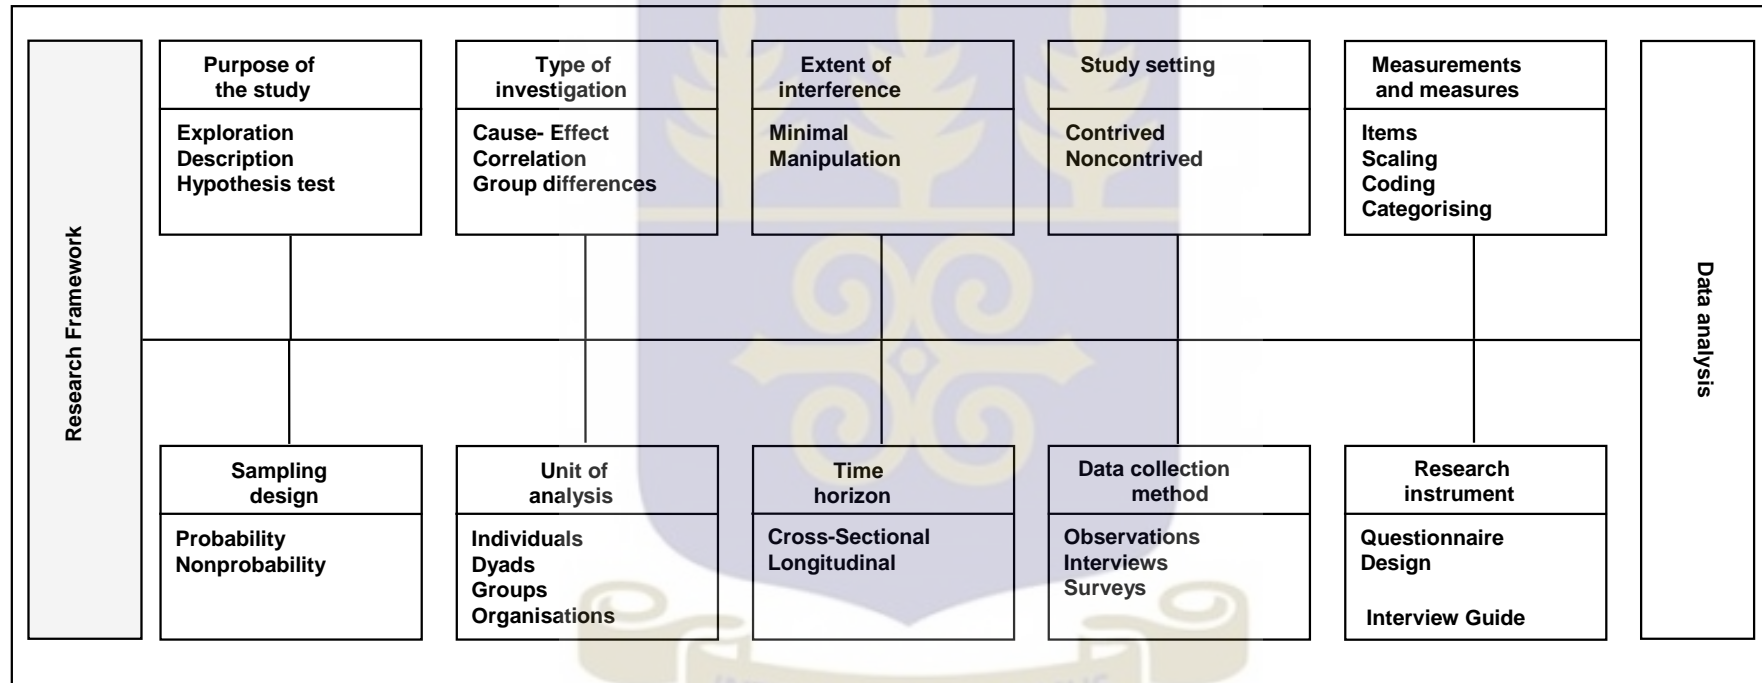 Research Framework
Purpose of
the study
Exploration
Description
Hypothesis test
Type of
investigation
Cause- Effect
Correlation
Group differences
Extent of
interference
Minimal
Manipulation
Study setting
Contrived
Noncontrived
Measurements
and measures
Items
Scaling
Coding
Categorising
Sampling
design
Probability
Nonprobability
Unit of
analysis
Individuals
Dyads
Groups
Organisations
Time
horizon
Cross-Sectional
Longitudinal
Data collection
method
Observations
Interviews
Surveys
Research
instrument
Questionnaire
Design
Interview Guide
Data analysis